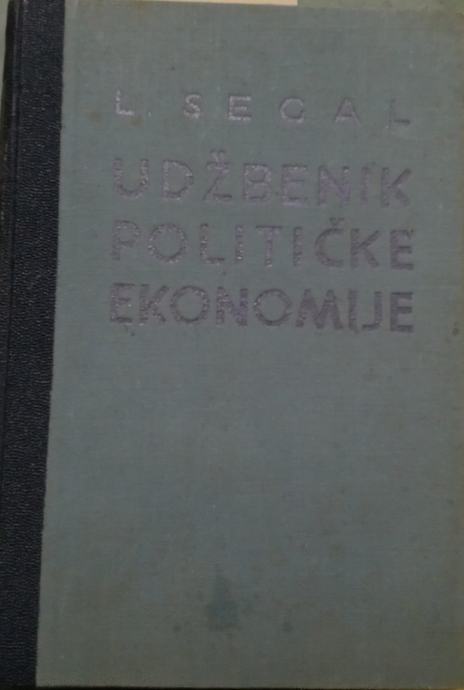 L. SEGAL
UDŽBENIK
POLITIČKE
EKONOMIJE